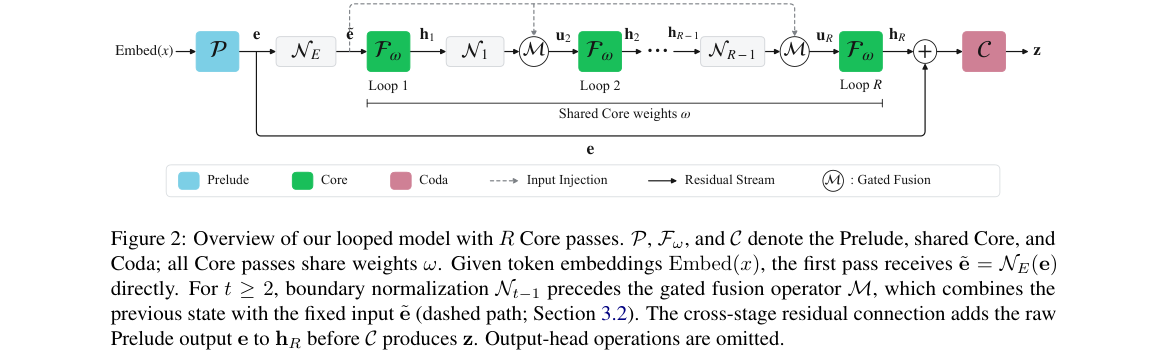 Embed(x) 𝒫 e 𝒩_E ẽ ℱ_ω h₁ 𝒩₁ ℳ u₂ ℱ_ω h₂ ··· h_{R−1} 𝒩_{R−1} ℳ u_R ℱ_ω h_R + 𝒞 z
Loop 1 Loop 2 Loop R
Shared Core weights ω
e
Prelude Core Coda Input Injection Residual Stream ℳ : Gated Fusion
Figure 2: Overview of our looped model with R Core passes. 𝒫, ℱ_ω, and 𝒞 denote the Prelude, shared Core, and
Coda; all Core passes share weights ω. Given token embeddings Embed(x), the first pass receives ẽ = 𝒩_E(e)
directly. For t ≥ 2, boundary normalization 𝒩_{t−1} precedes the gated fusion operator ℳ, which combines the
previous state with the fixed input ẽ (dashed path; Section 3.2). The cross-stage residual connection adds the raw
Prelude output e to h_R before 𝒞 produces z. Output-head operations are omitted.